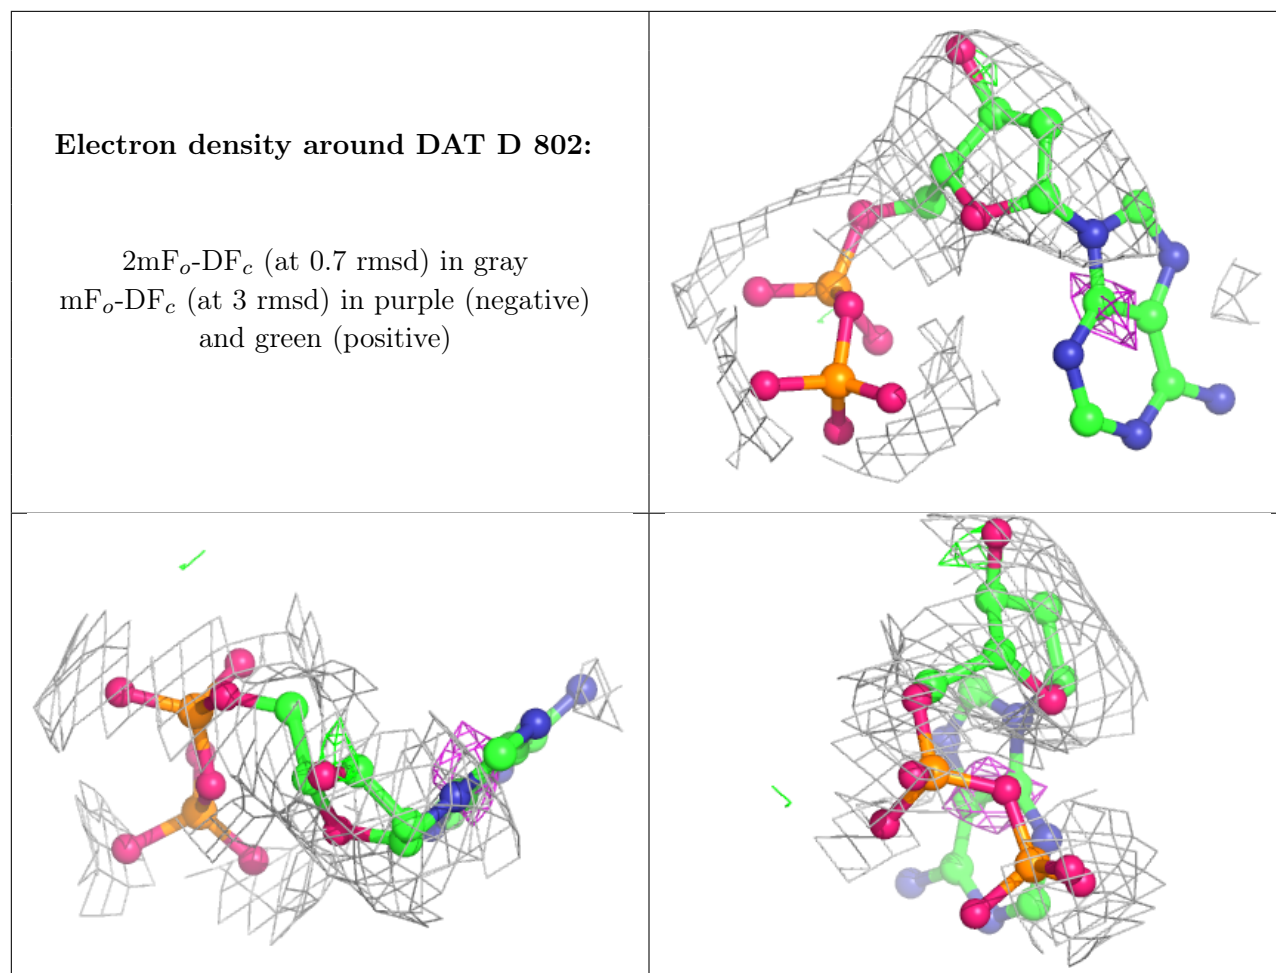 Electron density around DAT D 802:
2mFₒ-DF𝒸 (at 0.7 rmsd) in gray
mFₒ-DF𝒸 (at 3 rmsd) in purple (negative)
and green (positive)